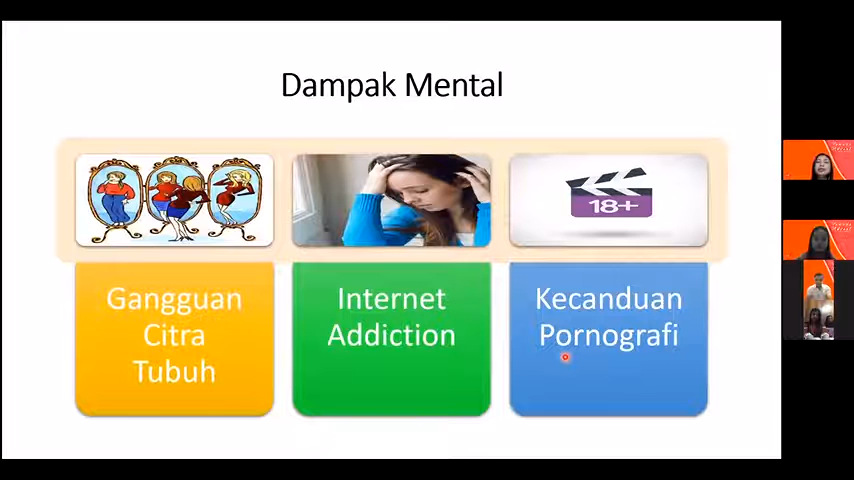 Dampak Mental
18+
Gangguan
Citra
Tubuh
Internet
Addiction
Kecanduan
Pornografi